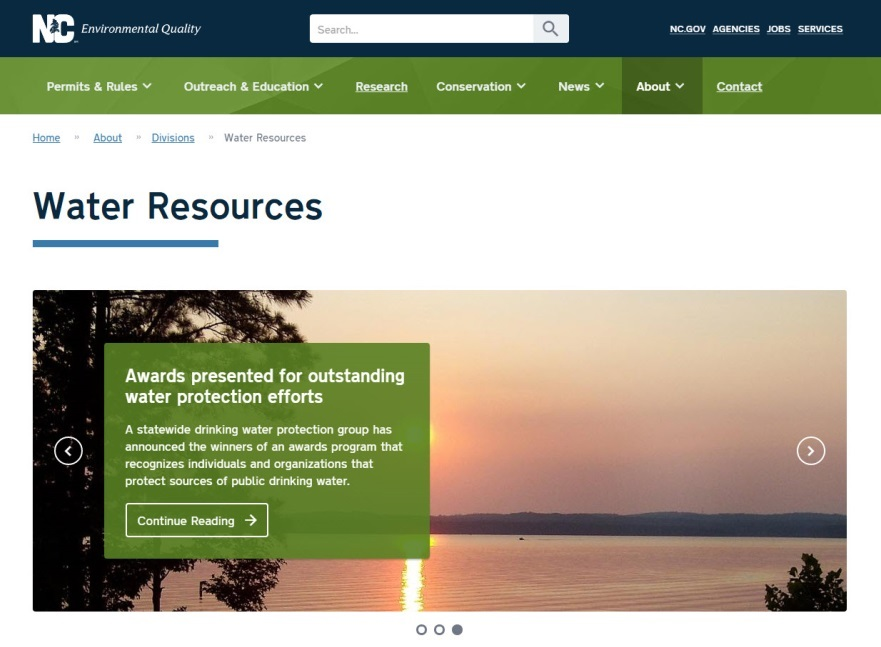 NC Environmental Quality
Search...
NC.GOV AGENCIES JOBS SERVICES
Permits & Rules Outreach & Education Research Conservation News About Contact
Home » About » Divisions » Water Resources
Water Resources
Awards presented for outstanding
water protection efforts
A statewide drinking water protection group has
announced the winners of an awards program that
recognizes individuals and organizations that
protect sources of public drinking water.
Continue Reading